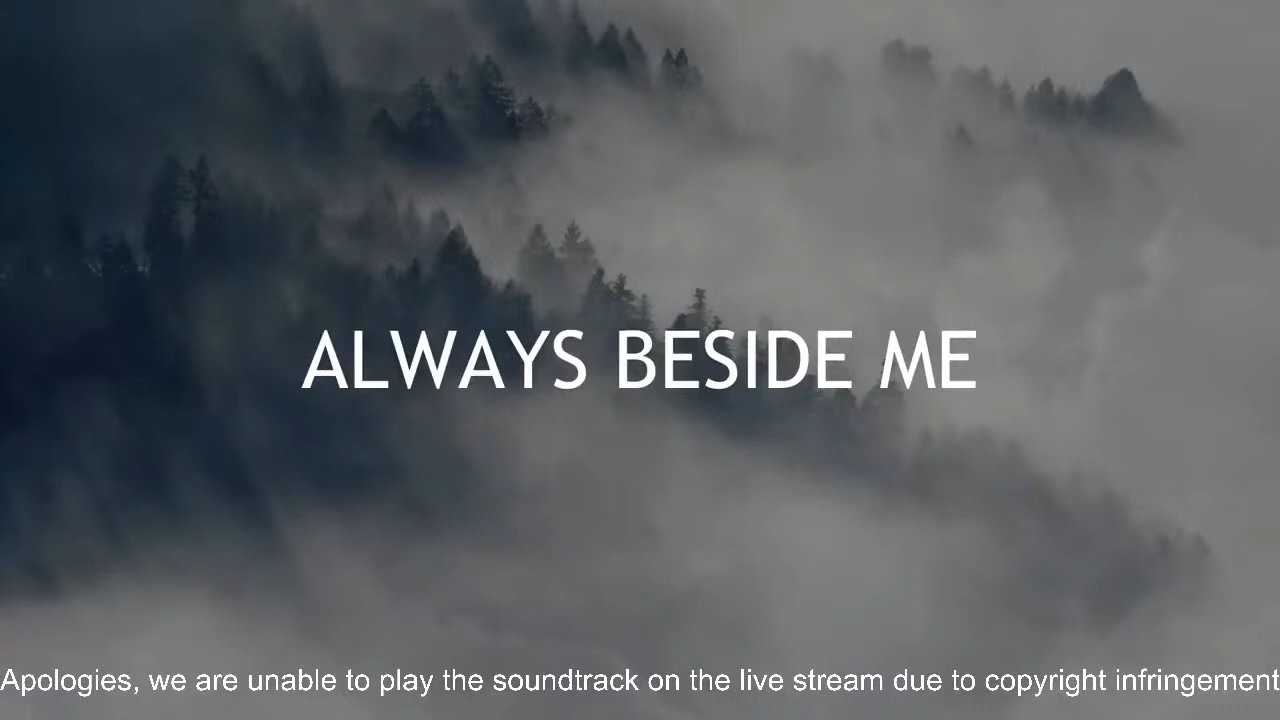 ALWAYS BESIDE ME
Apologies, we are unable to play the soundtrack on the live stream due to copyright infringement